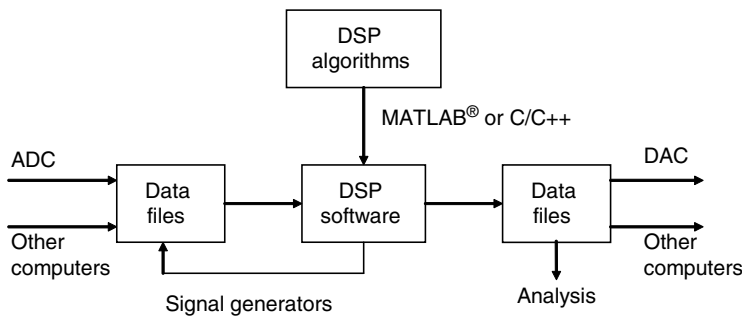 DSP
algorithms
MATLAB® or C/C++
ADC
Other
computers
Data
files
DSP
software
Data
files
DAC
Other
computers
Signal generators
Analysis